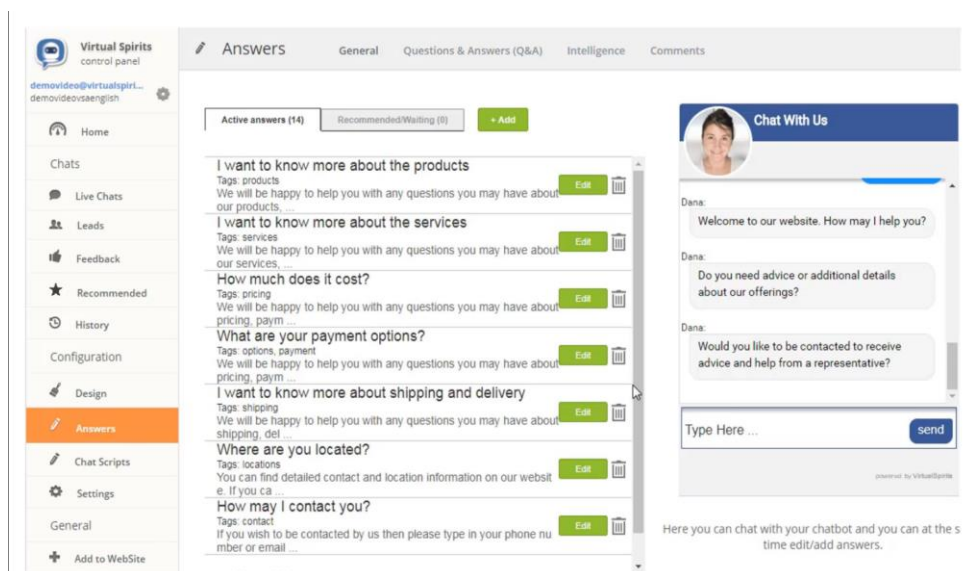 Virtual Spirits
control panel
demovideo@virtualspiri...
demovideovsaenglish
Home
Chats
Live Chats
Leads
Feedback
Recommended
History
Configuration
Design
Answers
Chat Scripts
Settings
General
Add to WebSite
Answers
General
Questions & Answers (Q&A)
Intelligence
Comments
Active answers (14)
Recommended/Waiting (0)
+ Add
I want to know more about the products
Tags: products
We will be happy to help you with any questions you may have about
our products, ...
Edit
I want to know more about the services
Tags: services
We will be happy to help you with any questions you may have about
our services, ...
Edit
How much does it cost?
Tags: pricing
We will be happy to help you with any questions you may have about
pricing, paym ...
Edit
What are your payment options?
Tags: options, payment
We will be happy to help you with any questions you may have about
pricing, paym ...
Edit
I want to know more about shipping and delivery
Tags: shipping
We will be happy to help you with any questions you may have about
shipping, del ...
Edit
Where are you located?
Tags: locations
You can find detailed contact and location information on our websit
e. If you ca ...
Edit
How may I contact you?
Tags: contact
If you wish to be contacted by us then please type in your phone nu
mber or email ...
Edit
Chat With Us
Dana:
Welcome to our website. How may I help you?
Dana:
Do you need advice or additional details
about our offerings?
Dana:
Would you like to be contacted to receive
advice and help from a representative?
Type Here ...
send
powered by VirtualSpirits
Here you can chat with your chatbot and you can at the s
time edit/add answers.